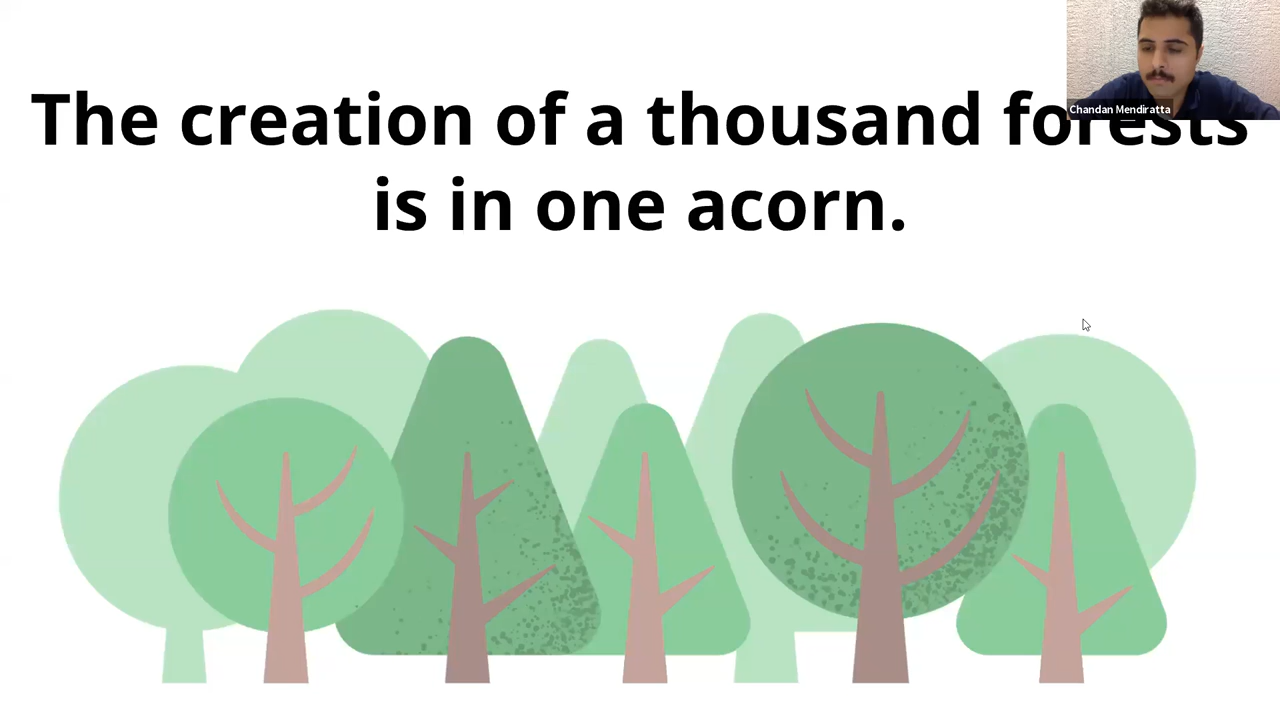 The creation of a thousand forests
is in one acorn.
Chandan Mendiratta